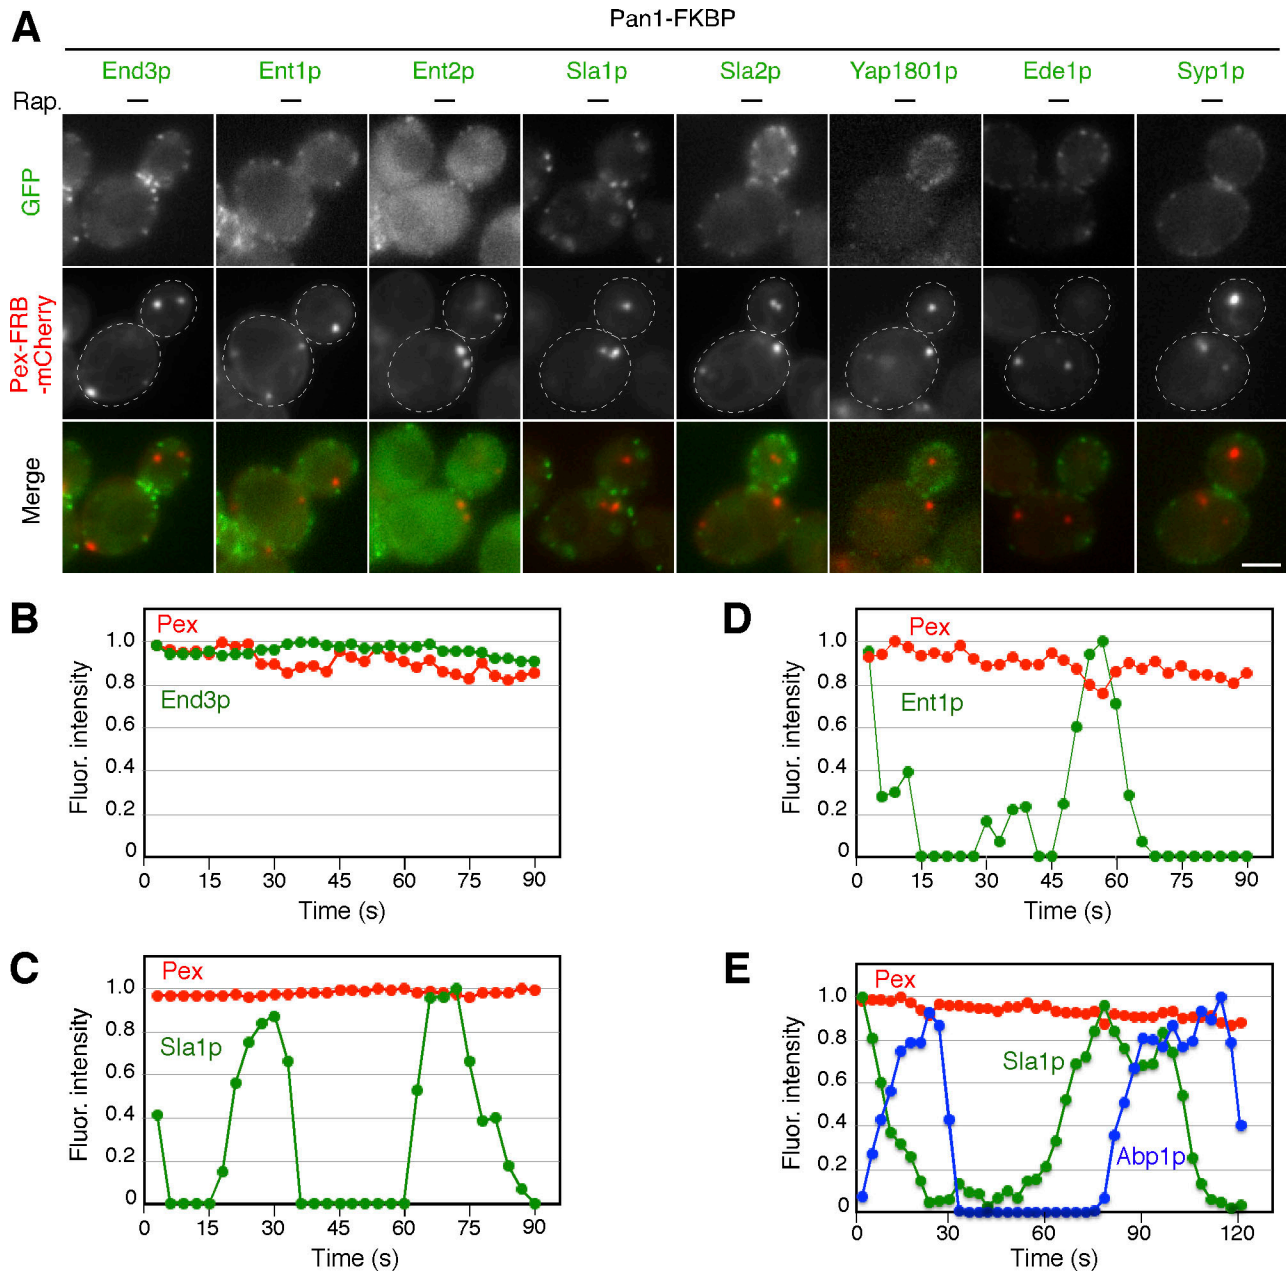 A
Pan1-FKBP
End3p Ent1p Ent2p Sla1p Sla2p Yap1801p Ede1p Syp1p
Rap. – – – – – – – –
GFP
Pex-FRB
-mCherry
Merge
B
Pex
End3p
Fluor. intensity
1.0
0.8
0.6
0.4
0.2
0
0 15 30 45 60 75 90
Time (s)
D
Pex
Ent1p
Fluor. intensity
1.0
0.8
0.6
0.4
0.2
0
0 15 30 45 60 75 90
Time (s)
C
Pex
Sla1p
Fluor. intensity
1.0
0.8
0.6
0.4
0.2
0
0 15 30 45 60 75 90
Time (s)
E
Pex
Sla1p
Abp1p
Fluor. intensity
1.0
0.8
0.6
0.4
0.2
0
0 30 60 90 120
Time (s)